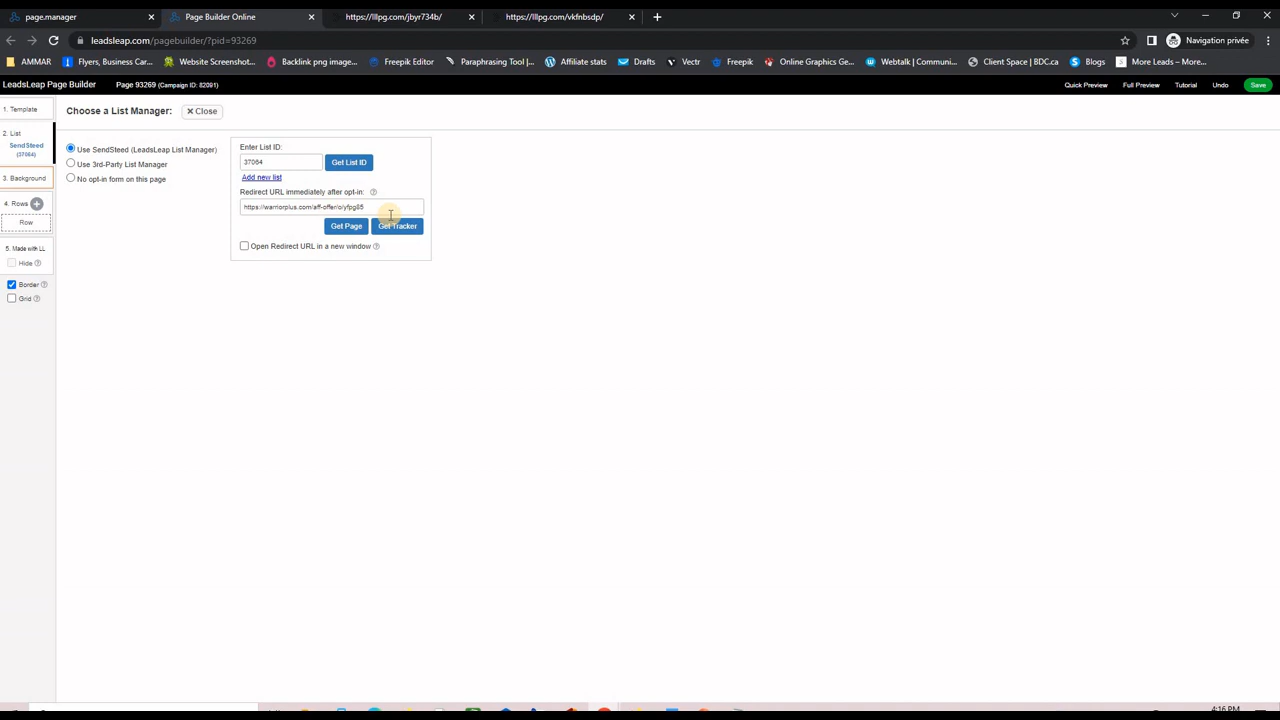 page.manager
Page Builder Online
https://lllpg.com/jbyr734b/
https://lllpg.com/vkfnbsdp/
leadsleap.com/pagebuilder/?pid=93269
Navigation privée
AMMAR
Flyers, Business Car...
Website Screenshot...
Backlink png image...
Freepik Editor
Paraphrasing Tool |...
Affiliate stats
Drafts
Vectr
Freepik
Online Graphics Ge...
Webtalk | Communi...
Client Space | BDC.ca
Blogs
More Leads – More...
LeadsLeap Page Builder
Page 93269 (Campaign ID: 82091)
Quick Preview
Full Preview
Tutorial
Undo
Save
1. Template
2. List
SendSteed
(37064)
3. Background
4. Rows
Row
5. Made with LL
Hide
Border
Grid
Choose a List Manager:
Close
Use SendSteed (LeadsLeap List Manager)
Use 3rd-Party List Manager
No opt-in form on this page
Enter List ID:
37064
Get List ID
Add new list
Redirect URL immediately after opt-in:
https://warriorplus.com/aff-offer/o/yfpg85
Get Page
Get Tracker
Open Redirect URL in a new window
4:16 PM